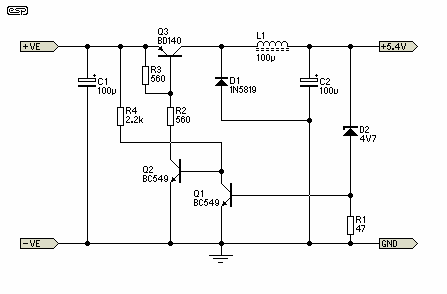 esp
Q3
BD140
+VE
L1
100µ
+5.4V
R3
560
C1
100µ
D1
1N5819
C2
100µ
R4
2.2k
R2
560
D2
4V7
Q2
BC549
Q1
BC549
R1
47
-VE
GND